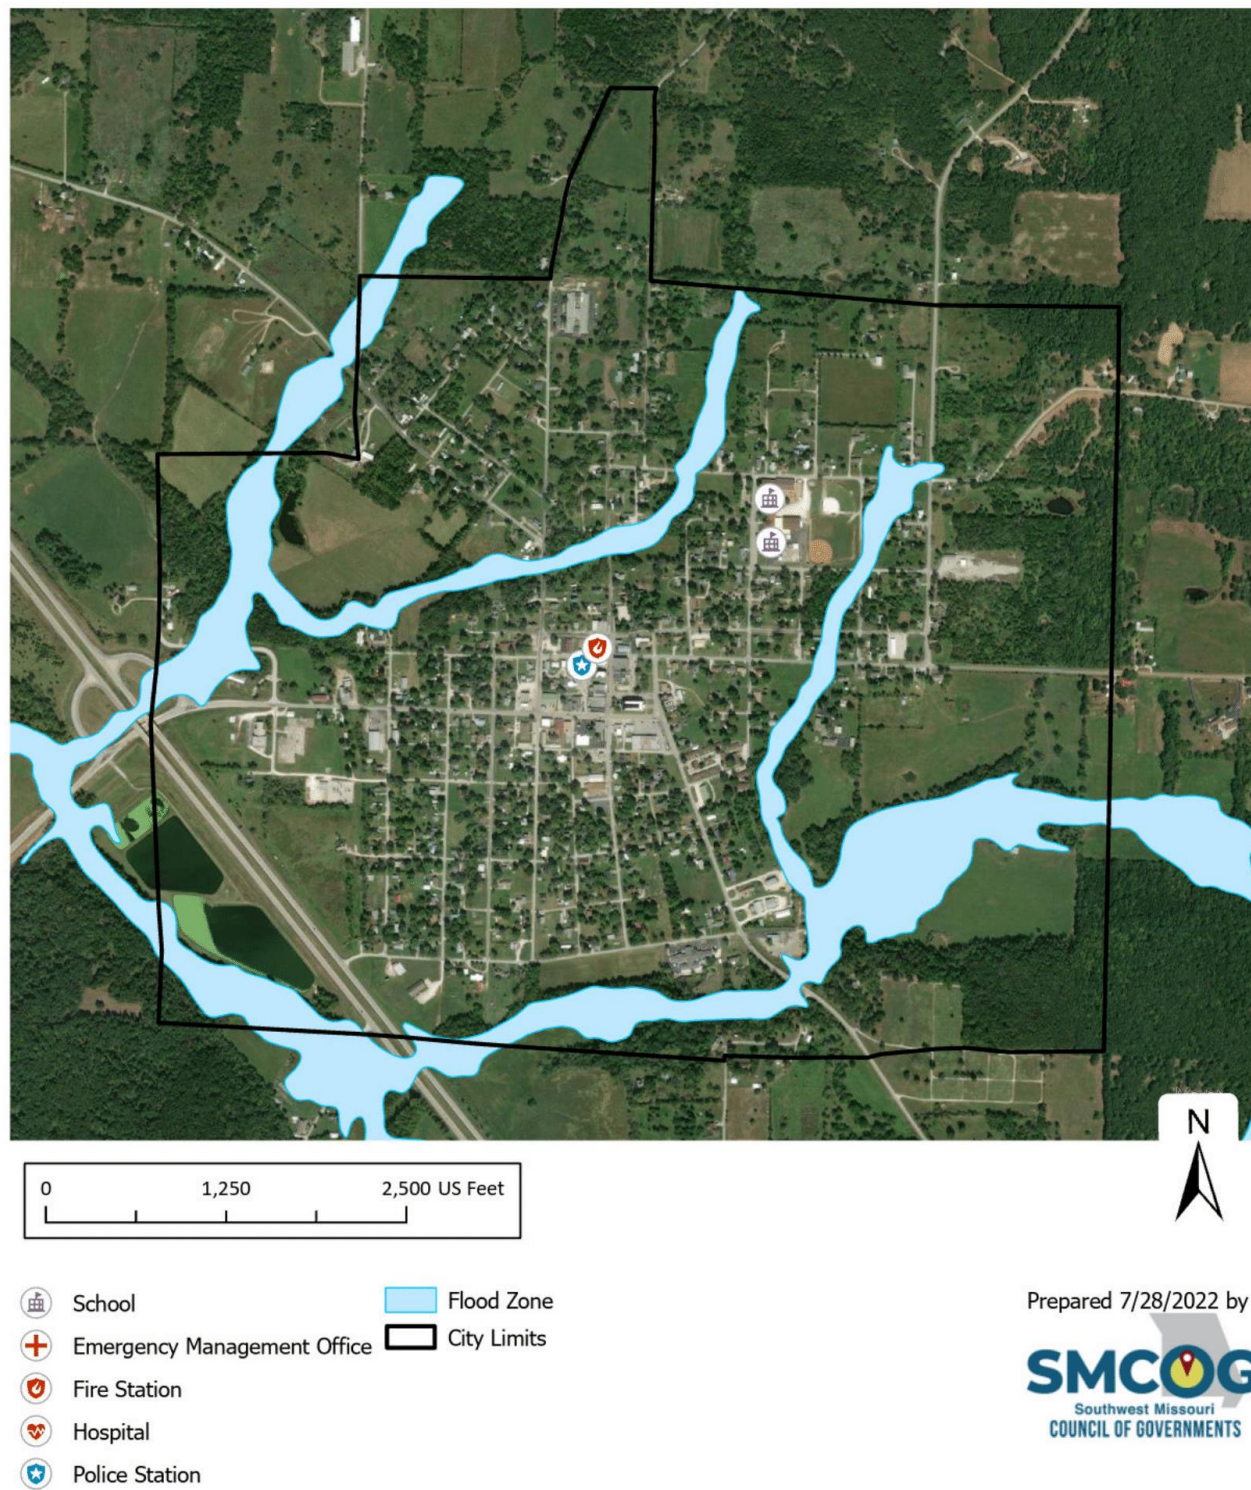 N
0 1,250 2,500 US Feet
School
Emergency Management Office
Fire Station
Hospital
Police Station
Flood Zone
City Limits
Prepared 7/28/2022 by
SMCOG
Southwest Missouri
COUNCIL OF GOVERNMENTS